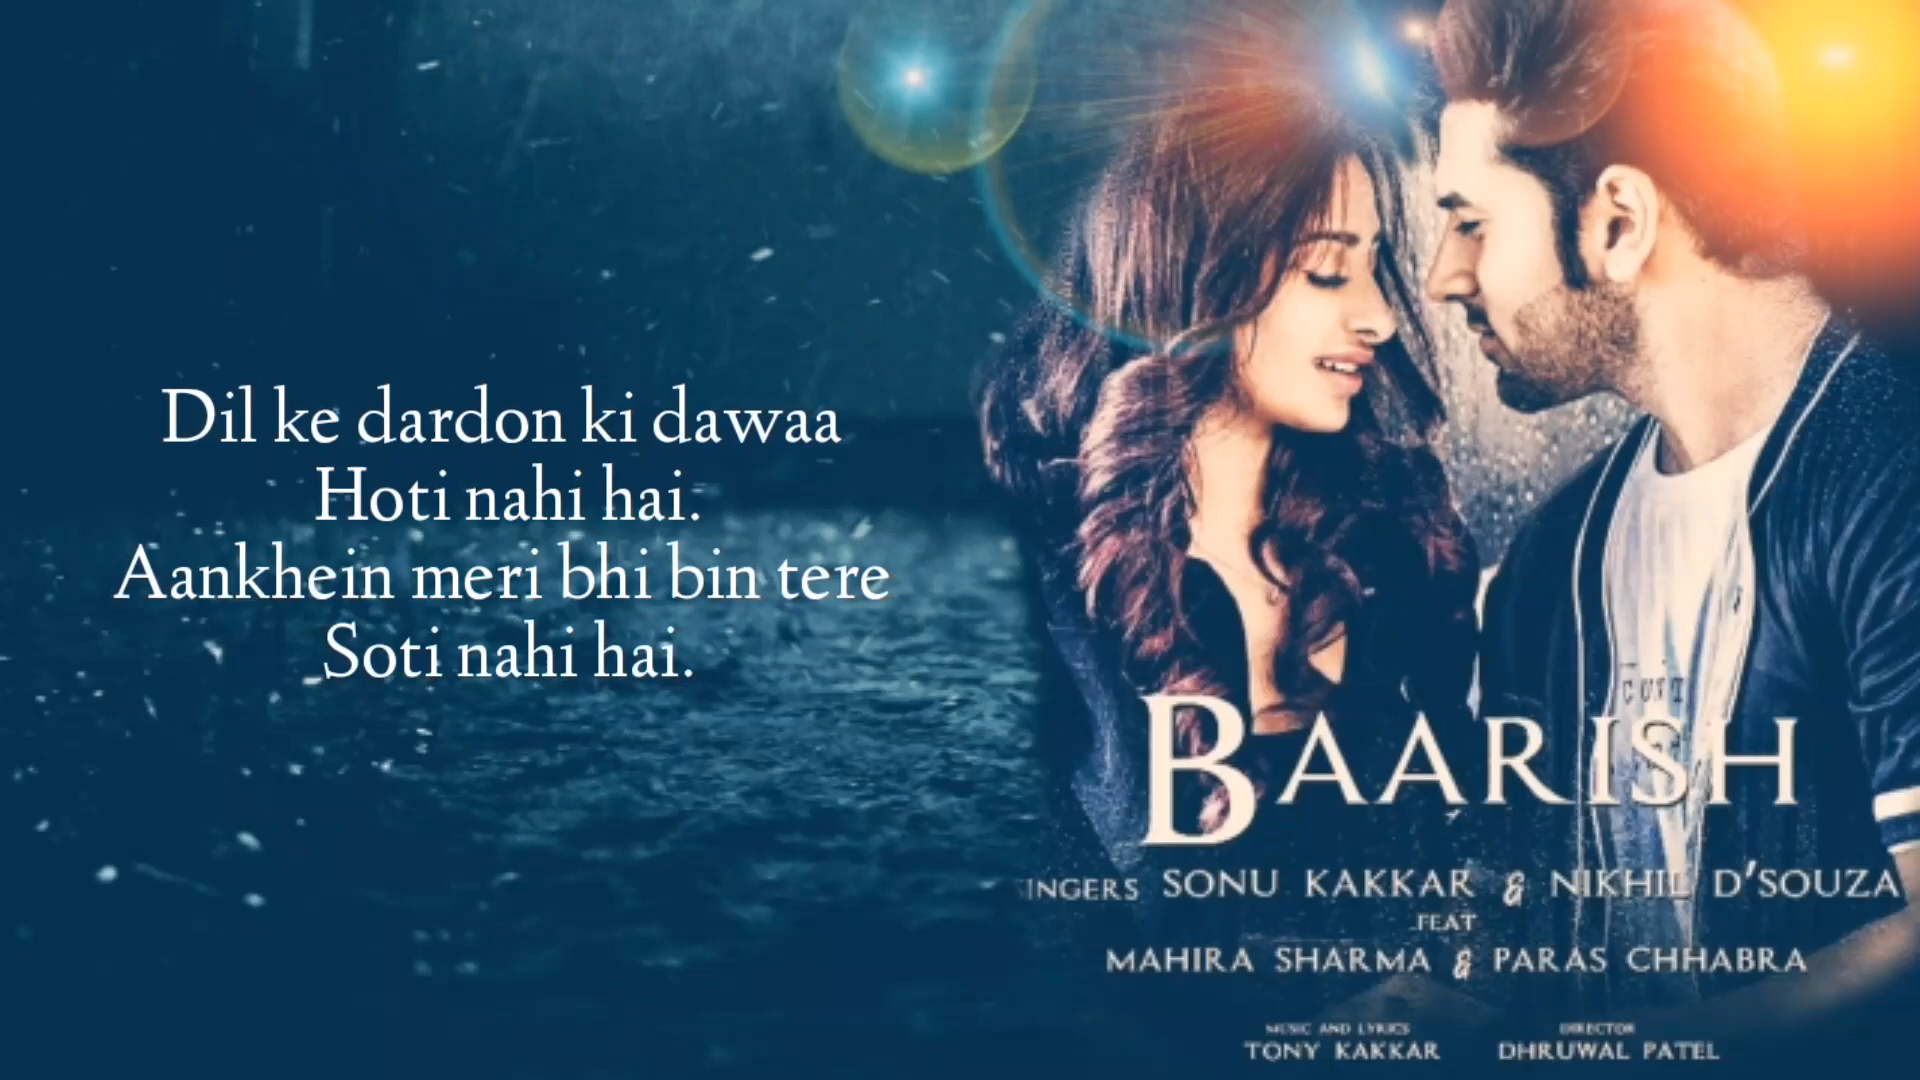 Dil ke dardon ki dawaa
Hoti nahi hai.
Aankhein meri bhi bin tere
Soti nahi hai.
BAARISH
INGERS SONU KAKKAR & NIKHIL D'SOUZA
FEAT
MAHIRA SHARMA & PARAS CHHABRA
MUSIC AND LYRICS DIRECTOR
TONY KAKKAR DHRUWAL PATEL